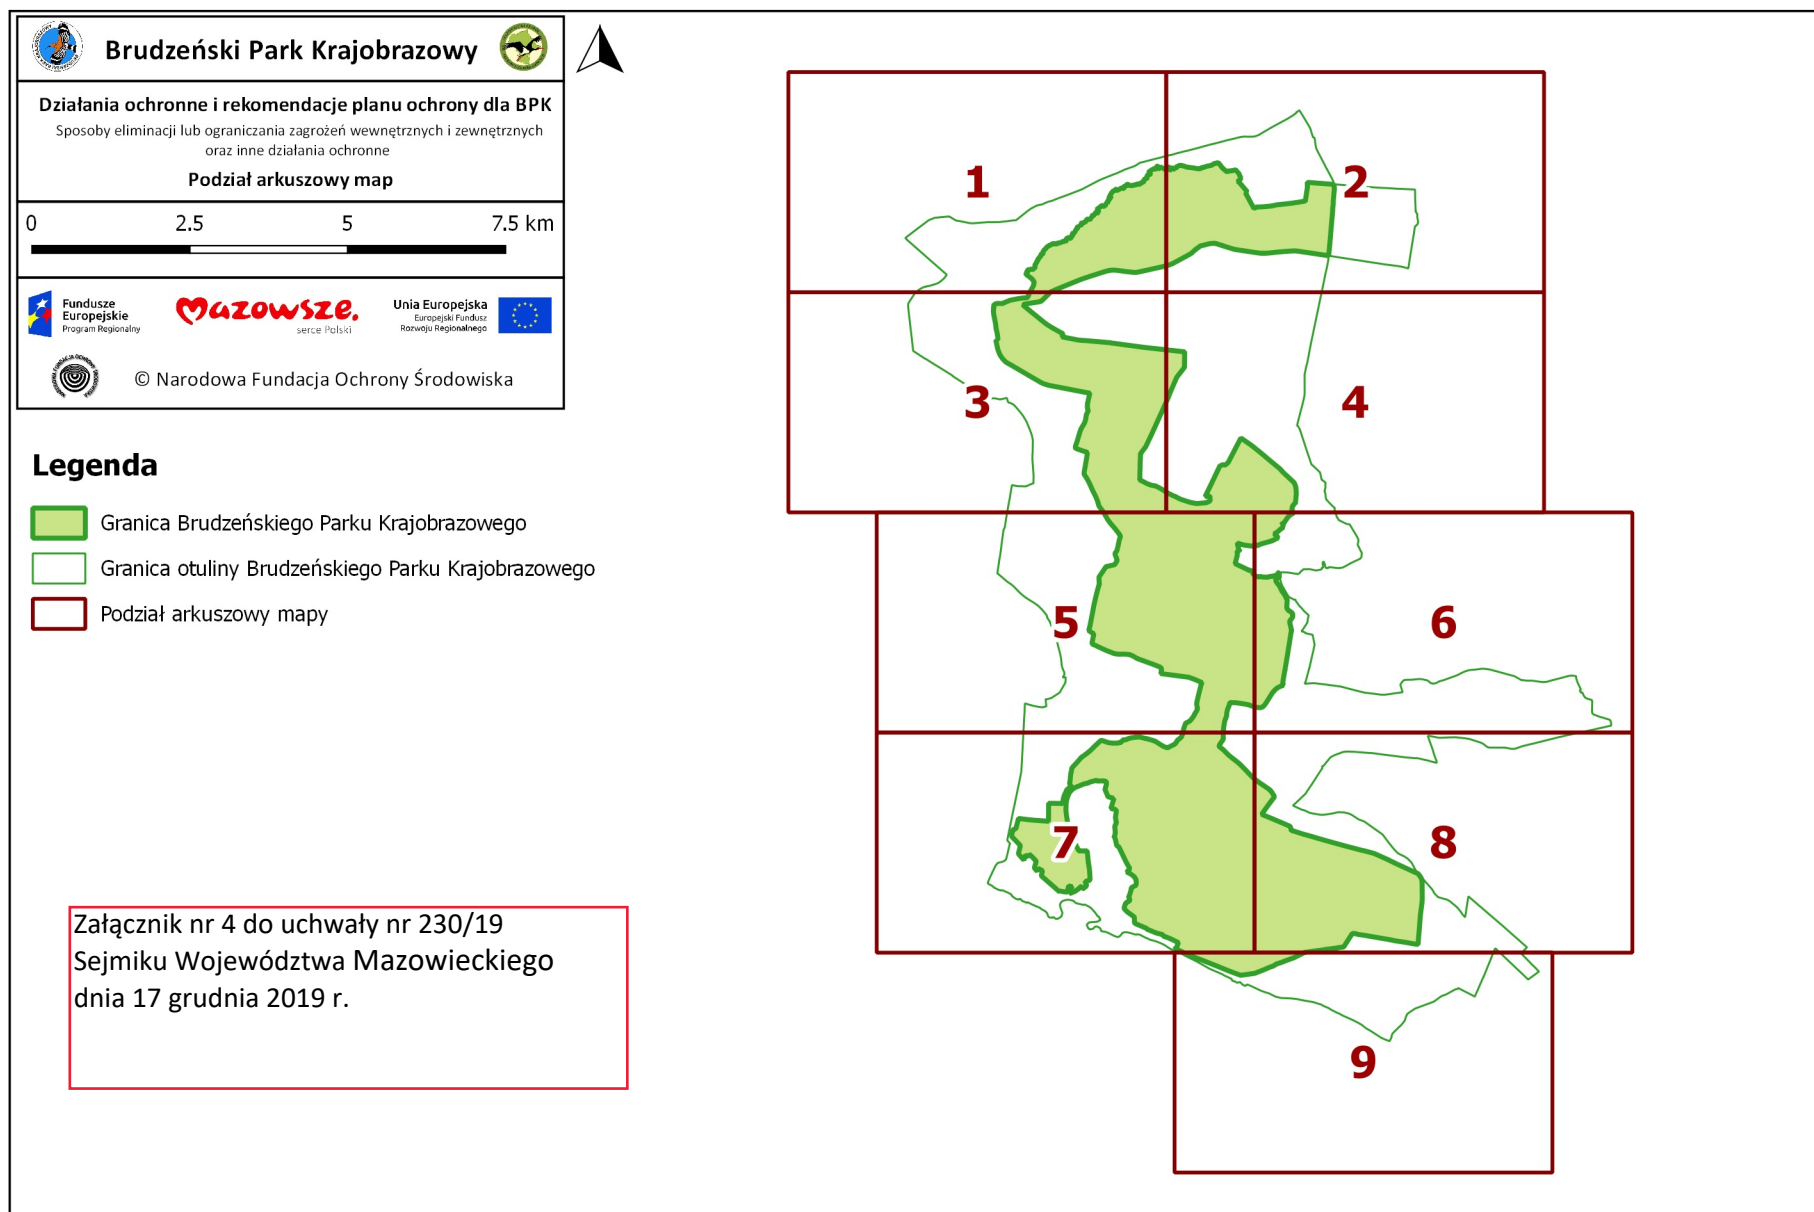 Brudzeński Park Krajobrazowy
Działania ochronne i rekomendacje planu ochrony dla BPK
Sposoby eliminacji lub ograniczania zagrożeń wewnętrznych i zewnętrznych
oraz inne działania ochronne
Podział arkuszowy map
0 2.5 5 7.5 km
Fundusze
Europejskie
Program Regionalny
mazowsze.
serce Polski
Unia Europejska
Europejski Fundusz
Rozwoju Regionalnego
© Narodowa Fundacja Ochrony Środowiska
Legenda
Granica Brudzeńskiego Parku Krajobrazowego
Granica otuliny Brudzeńskiego Parku Krajobrazowego
Podział arkuszowy mapy
Załącznik nr 4 do uchwały nr 230/19
Sejmiku Województwa Mazowieckiego
dnia 17 grudnia 2019 r.
1
2
3
4
5
6
7
8
9